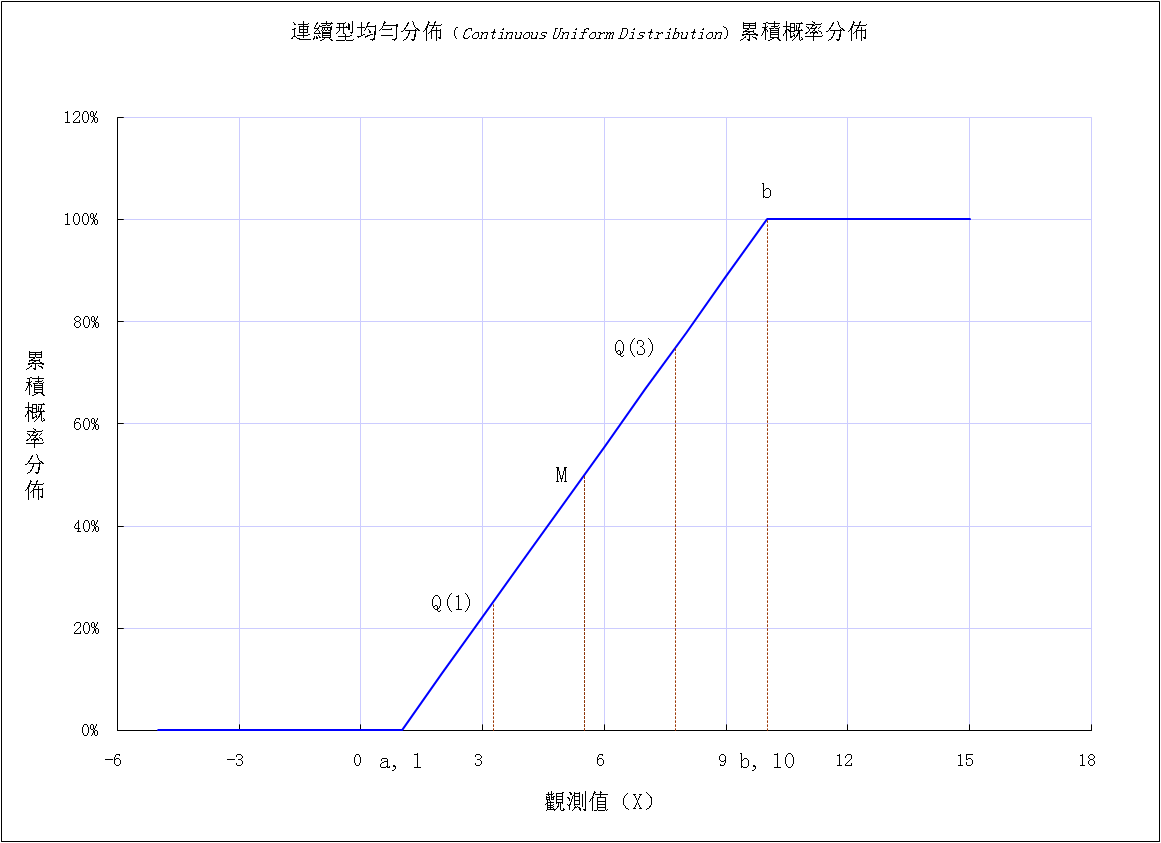 連續型均勻分佈（Continuous Uniform Distribution）累積概率分佈
120%
b
100%
80%
Q(3)
累積概率分佈
60%
M
40%
Q(1)
20%
0%
-6 -3 0 a, 1 3 6 9 b, 10 12 15 18
觀測值（X）